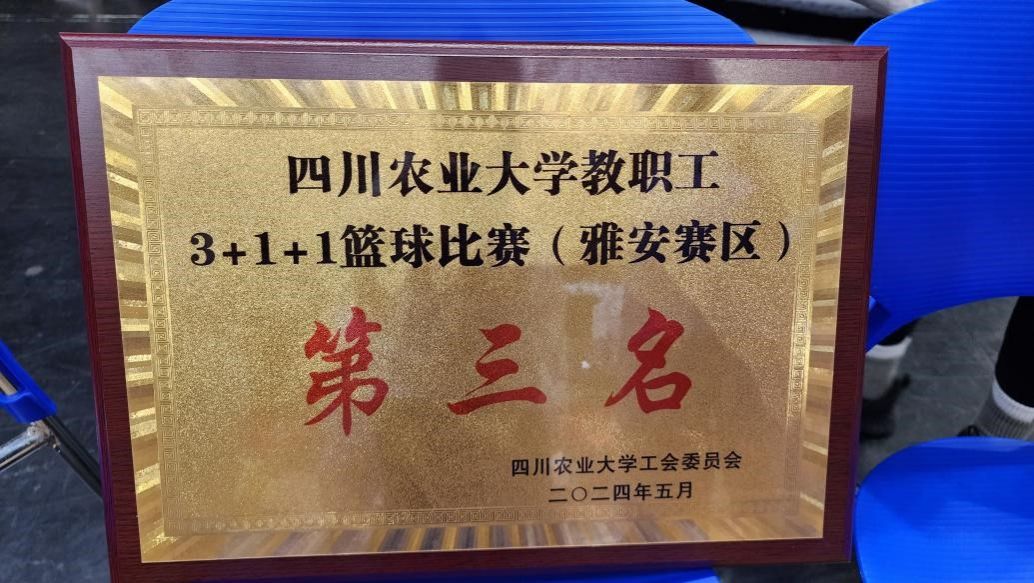 四川农业大学教职工
3+1+1篮球比赛（雅安赛区）
第三名
四川农业大学工会委员会
二〇二四年五月